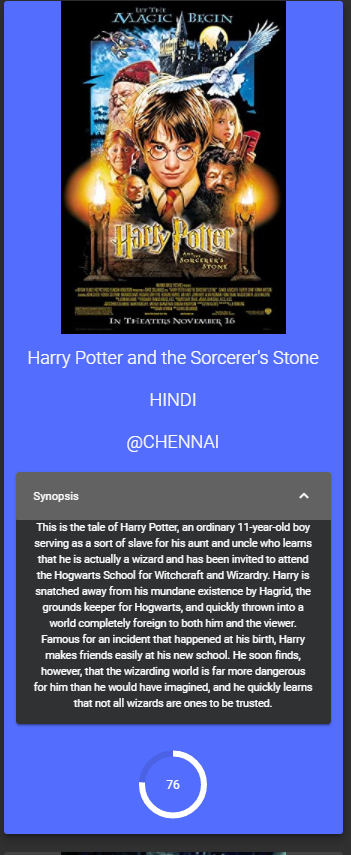 LET THE
MAGIC BEGIN
Harry Potter
AND THE
SORCERER'S
STONE
IN THEATERS NOVEMBER 16
Harry Potter and the Sorcerer's Stone
HINDI
@CHENNAI
Synopsis
This is the tale of Harry Potter, an ordinary 11-year-old boy
serving as a sort of slave for his aunt and uncle who learns
that he is actually a wizard and has been invited to attend
the Hogwarts School for Witchcraft and Wizardry. Harry is
snatched away from his mundane existence by Hagrid, the
grounds keeper for Hogwarts, and quickly thrown into a
world completely foreign to both him and the viewer.
Famous for an incident that happened at his birth, Harry
makes friends easily at his new school. He soon finds,
however, that the wizarding world is far more dangerous
for him than he would have imagined, and he quickly learns
that not all wizards are ones to be trusted.
76